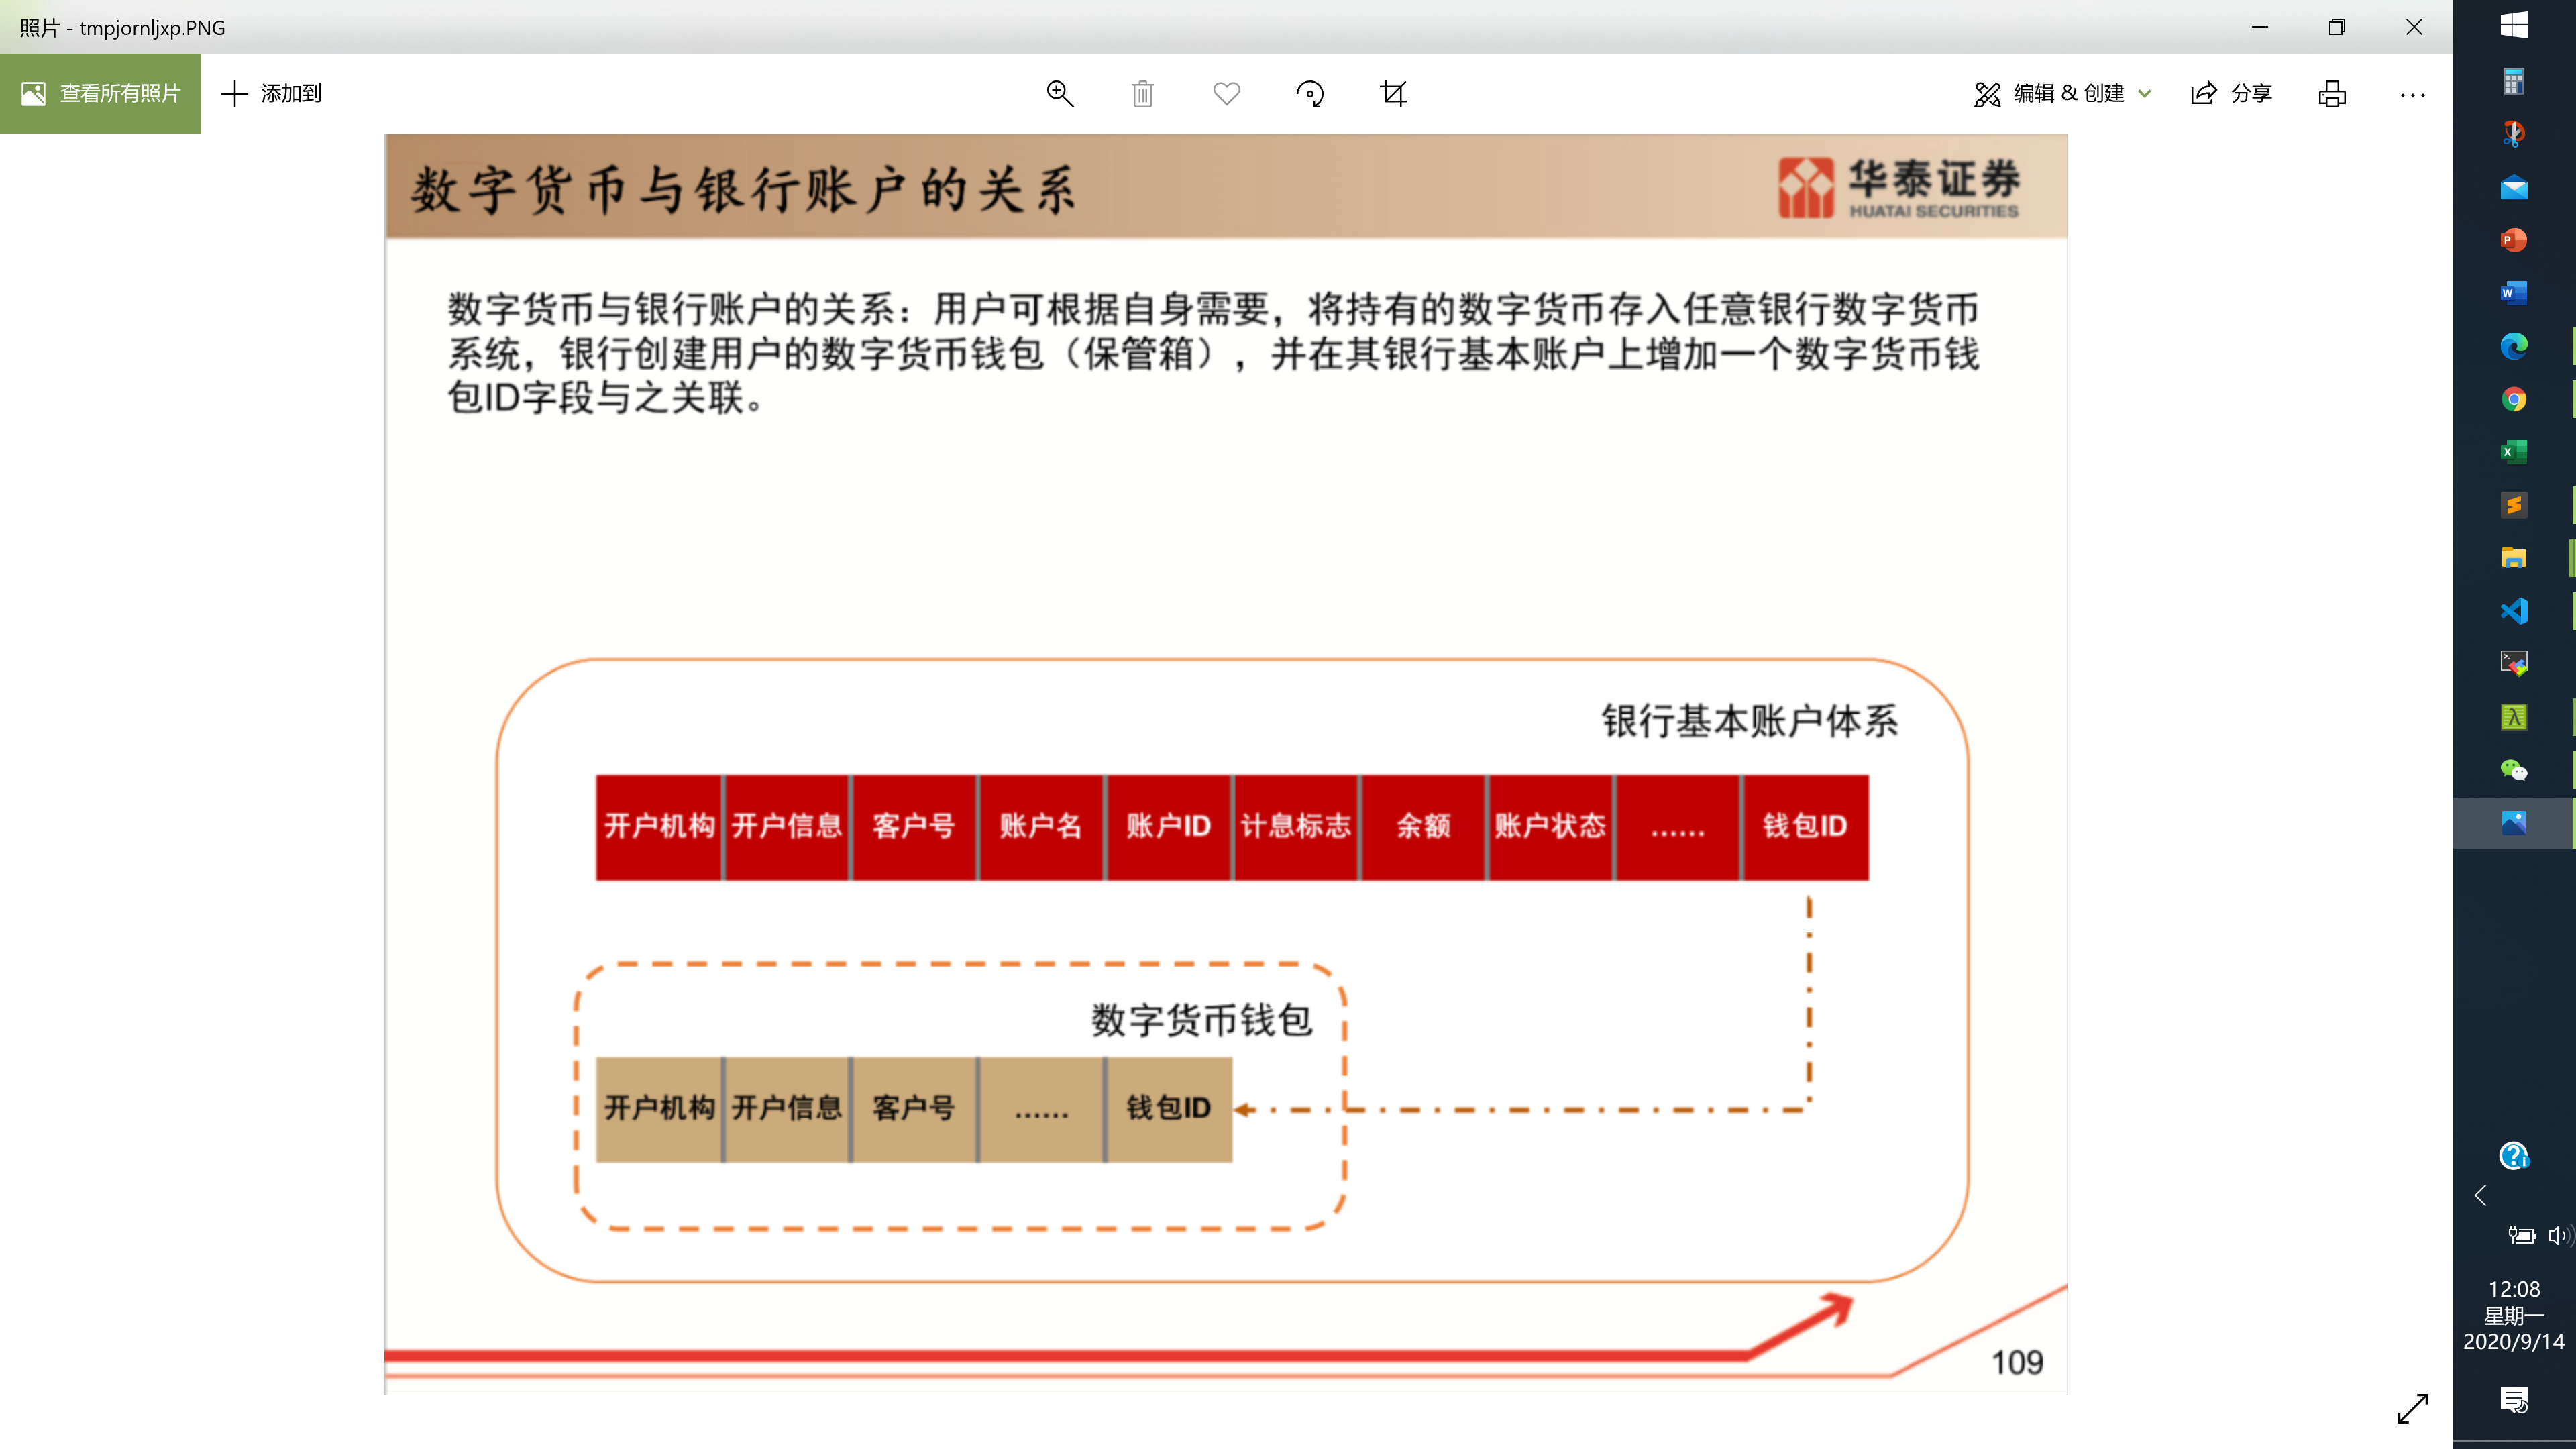 照片 - tmpjornljxp.PNG
查看所有照片
添加到
编辑 & 创建
分享
数字货币与银行账户的关系
华泰证券
HUATAI SECURITIES
数字货币与银行账户的关系：用户可根据自身需要，将持有的数字货币存入任意银行数字货币
系统，银行创建用户的数字货币钱包（保管箱），并在其银行基本账户上增加一个数字货币钱
包ID字段与之关联。
银行基本账户体系
开户机构 开户信息 客户号 账户名 账户ID 计息标志 余额 账户状态 …… 钱包ID
数字货币钱包
开户机构 开户信息 客户号 …… 钱包ID
109
12:08
星期一
2020/9/14